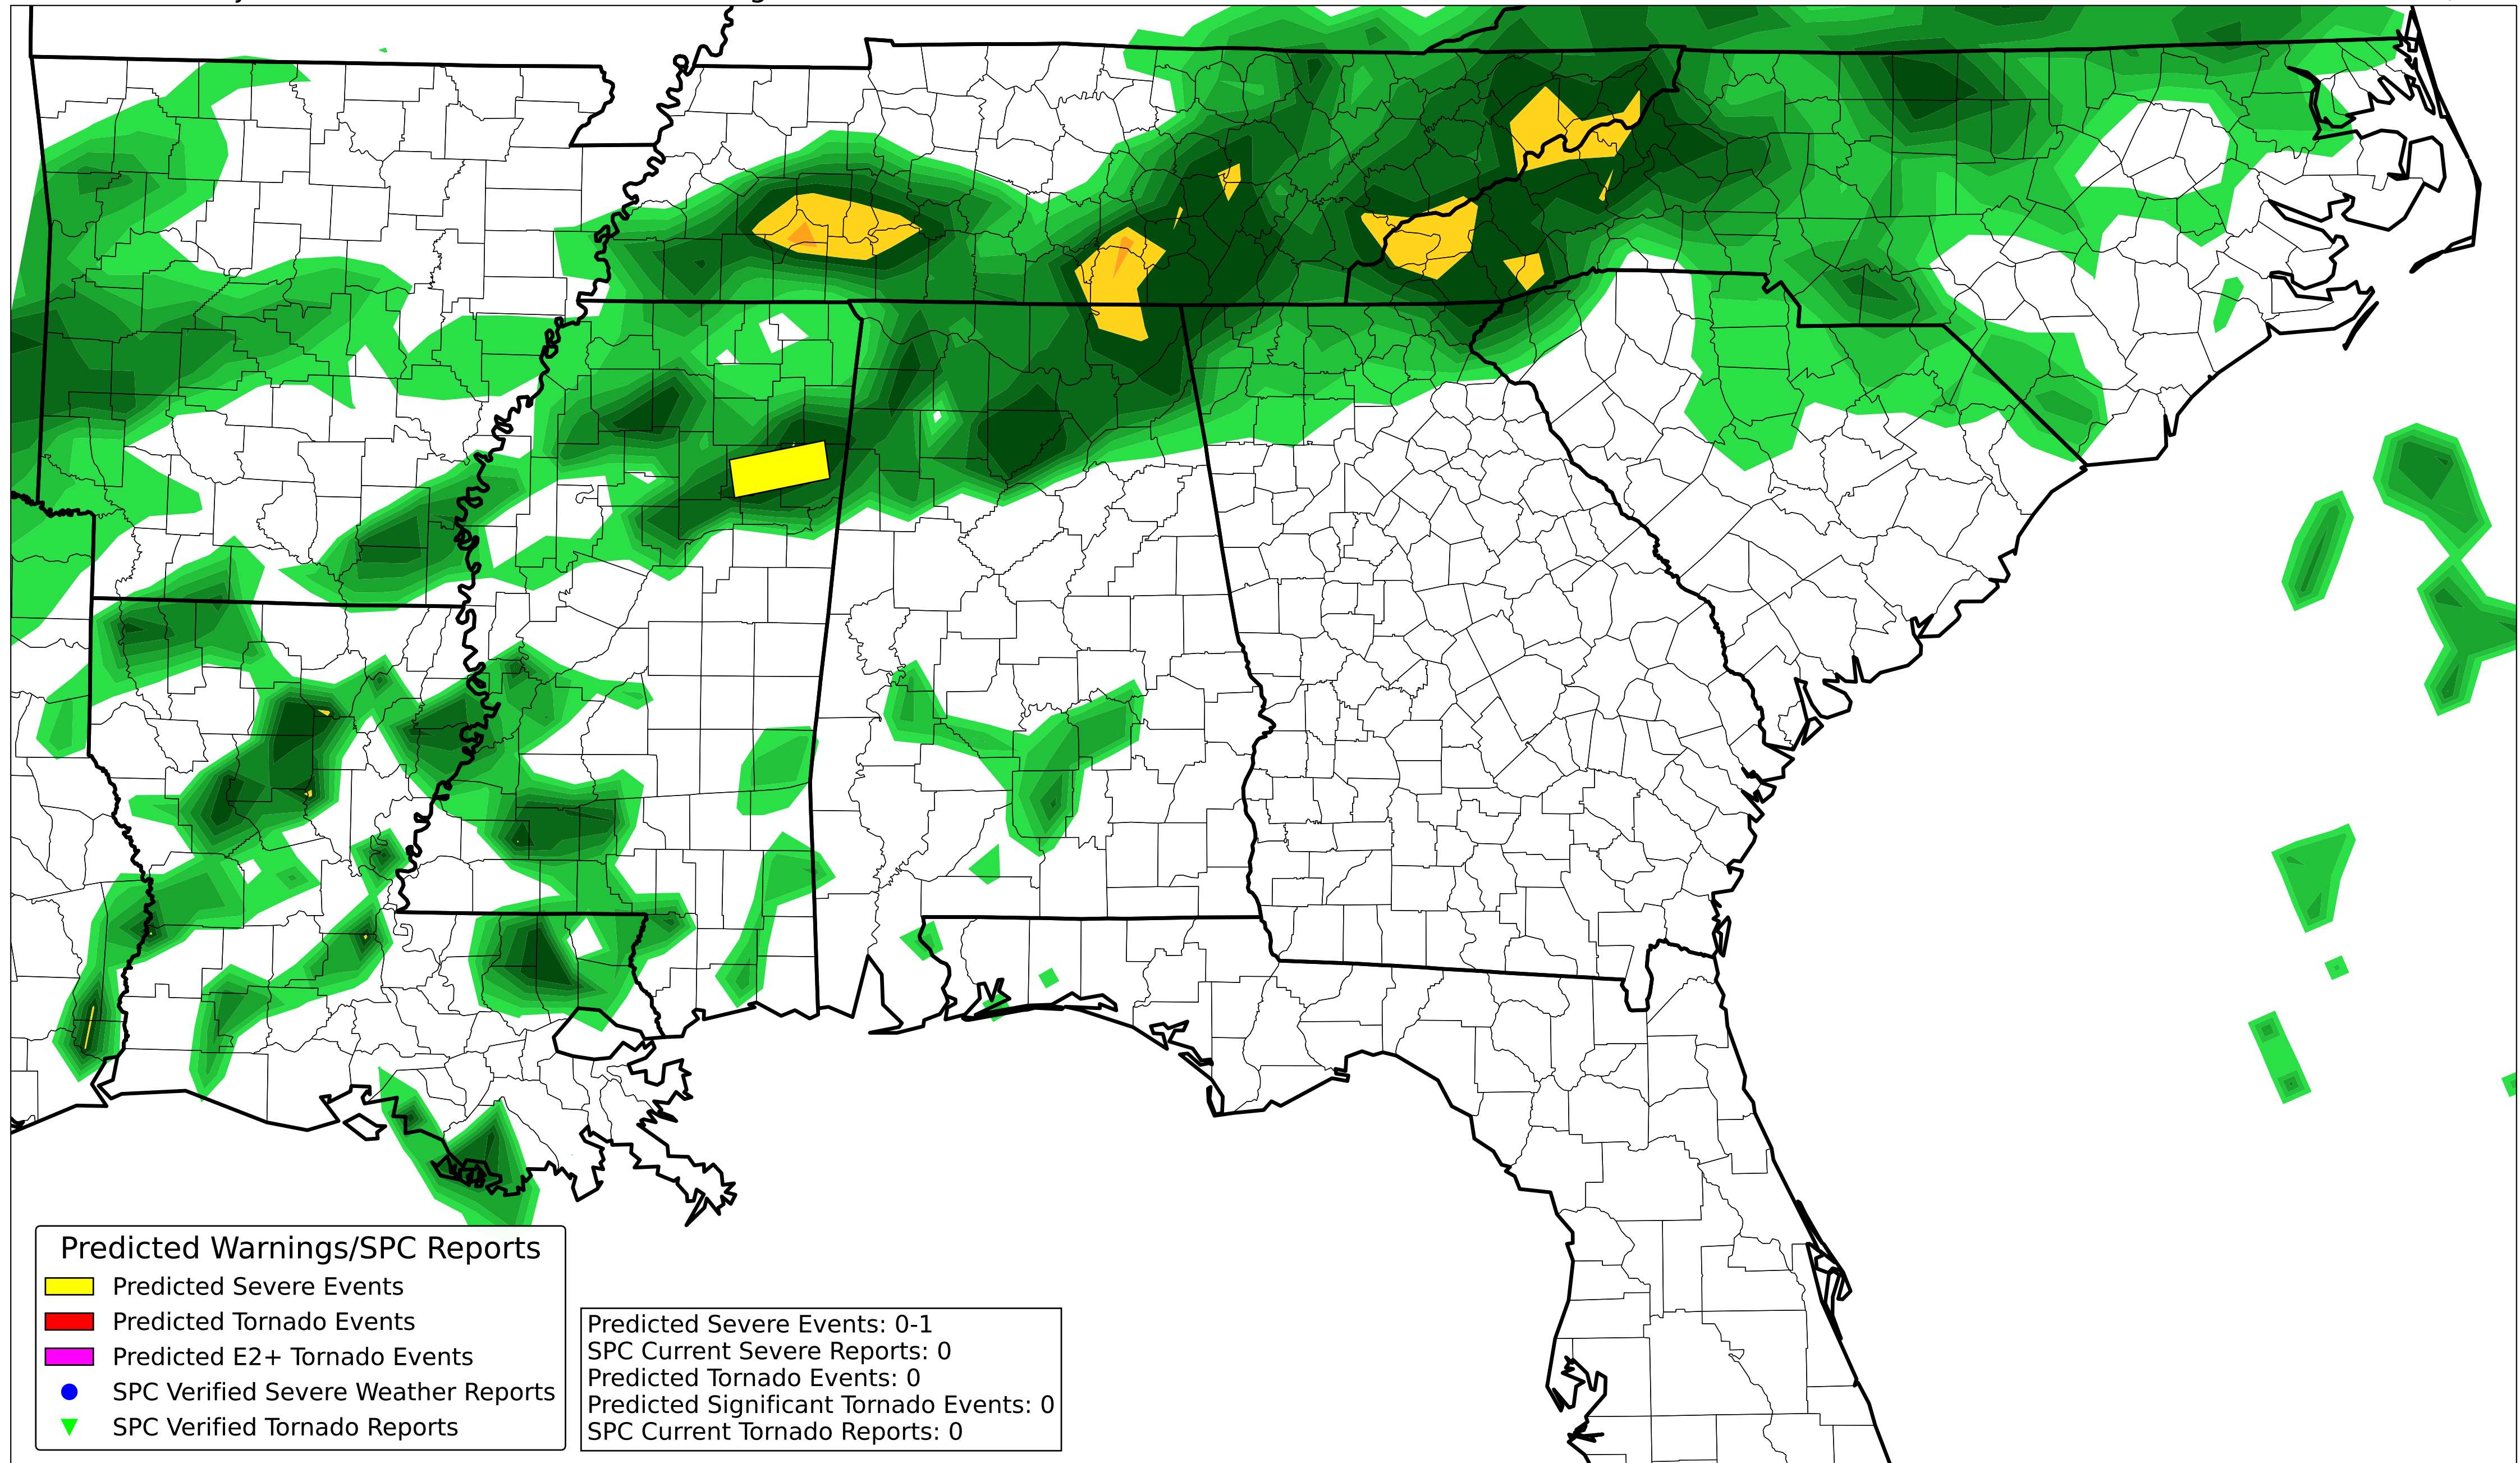 Predicted Warnings/SPC Reports
Predicted Severe Events
Predicted Tornado Events
Predicted E2+ Tornado Events
SPC Verified Severe Weather Reports
SPC Verified Tornado Reports
Predicted Severe Events: 0-1
SPC Current Severe Reports: 0
Predicted Tornado Events: 0
Predicted Significant Tornado Events: 0
SPC Current Tornado Reports: 0